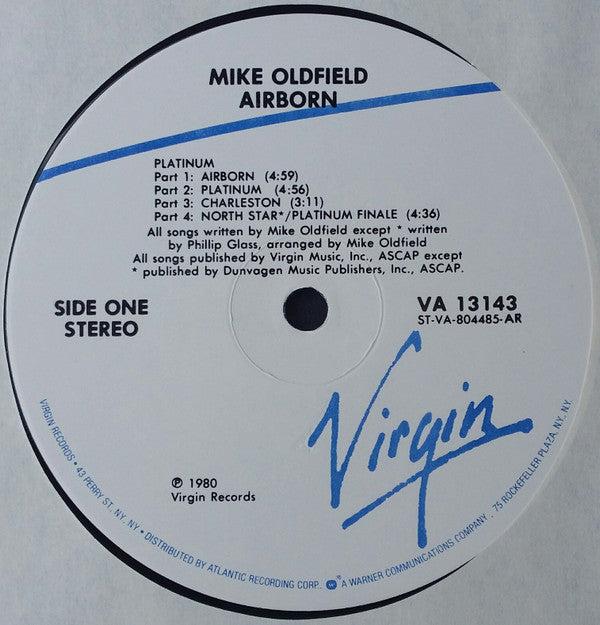 MIKE OLDFIELD
AIRBORN
PLATINUM
Part 1: AIRBORN (4:59)
Part 2: PLATINUM (4:56)
Part 3: CHARLESTON (3:11)
Part 4: NORTH STAR*/PLATINUM FINALE (4:36)
All songs written by Mike Oldfield except * written
by Phillip Glass, arranged by Mike Oldfield
All songs published by Virgin Music, Inc., ASCAP except
* published by Dunvagen Music Publishers, Inc., ASCAP.
SIDE ONE
STEREO
VA 13143
ST-VA-804485-AR
Virgin
℗ 1980
Virgin Records
VIRGIN RECORDS • 43 PERRY ST. NY, NY • DISTRIBUTED BY ATLANTIC RECORDING CORP., A WARNER COMMUNICATIONS COMPANY, 75 ROCKEFELLER PLAZA, NY. NY.